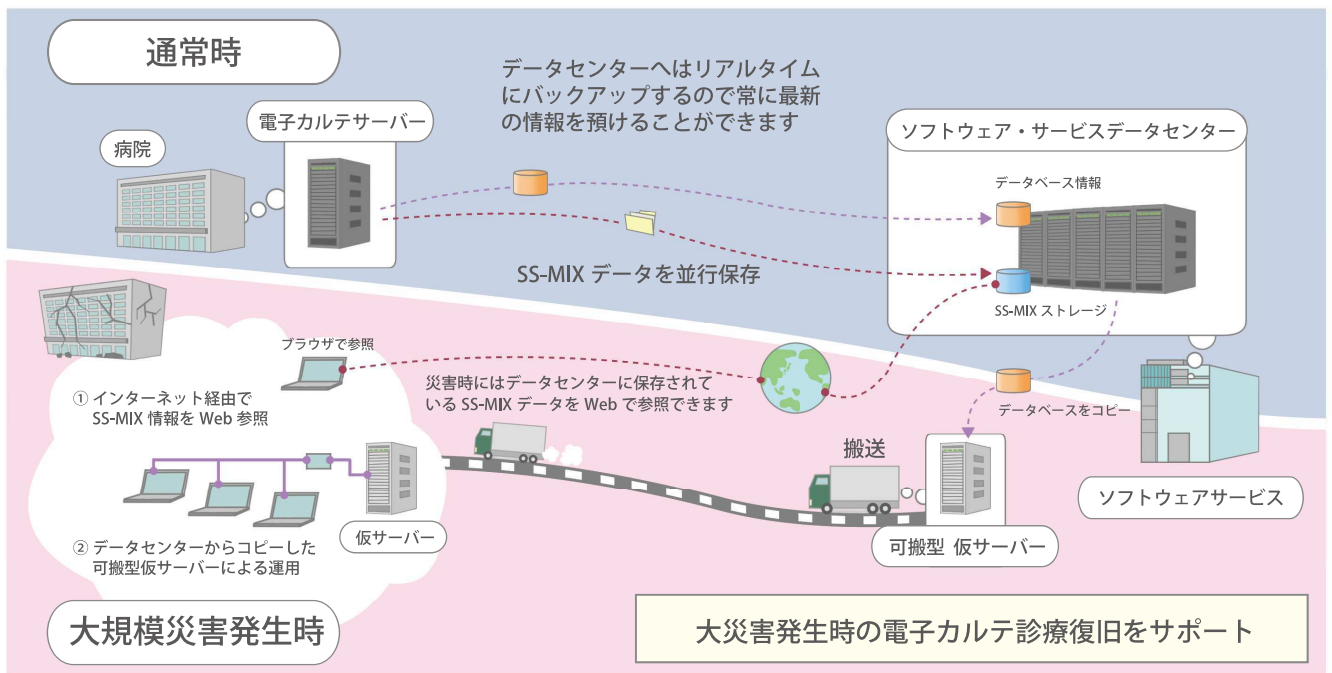 通常時
データセンターへはリアルタイム
にバックアップするので常に最新
の情報を預けることができます
電子カルテサーバー
病院
ソフトウェア・サービスデータセンター
データベース情報
SS-MIX データを並行保存
SS-MIX ストレージ
ブラウザで参照
災害時にはデータセンターに保存されて
いる SS-MIX データを Web で参照できます
① インターネット経由で
SS-MIX 情報を Web 参照
データベースをコピー
搬送
ソフトウェアサービス
仮サーバー
可搬型 仮サーバー
② データセンターからコピーした
可搬型仮サーバーによる運用
大規模災害発生時
大災害発生時の電子カルテ診療復旧をサポート